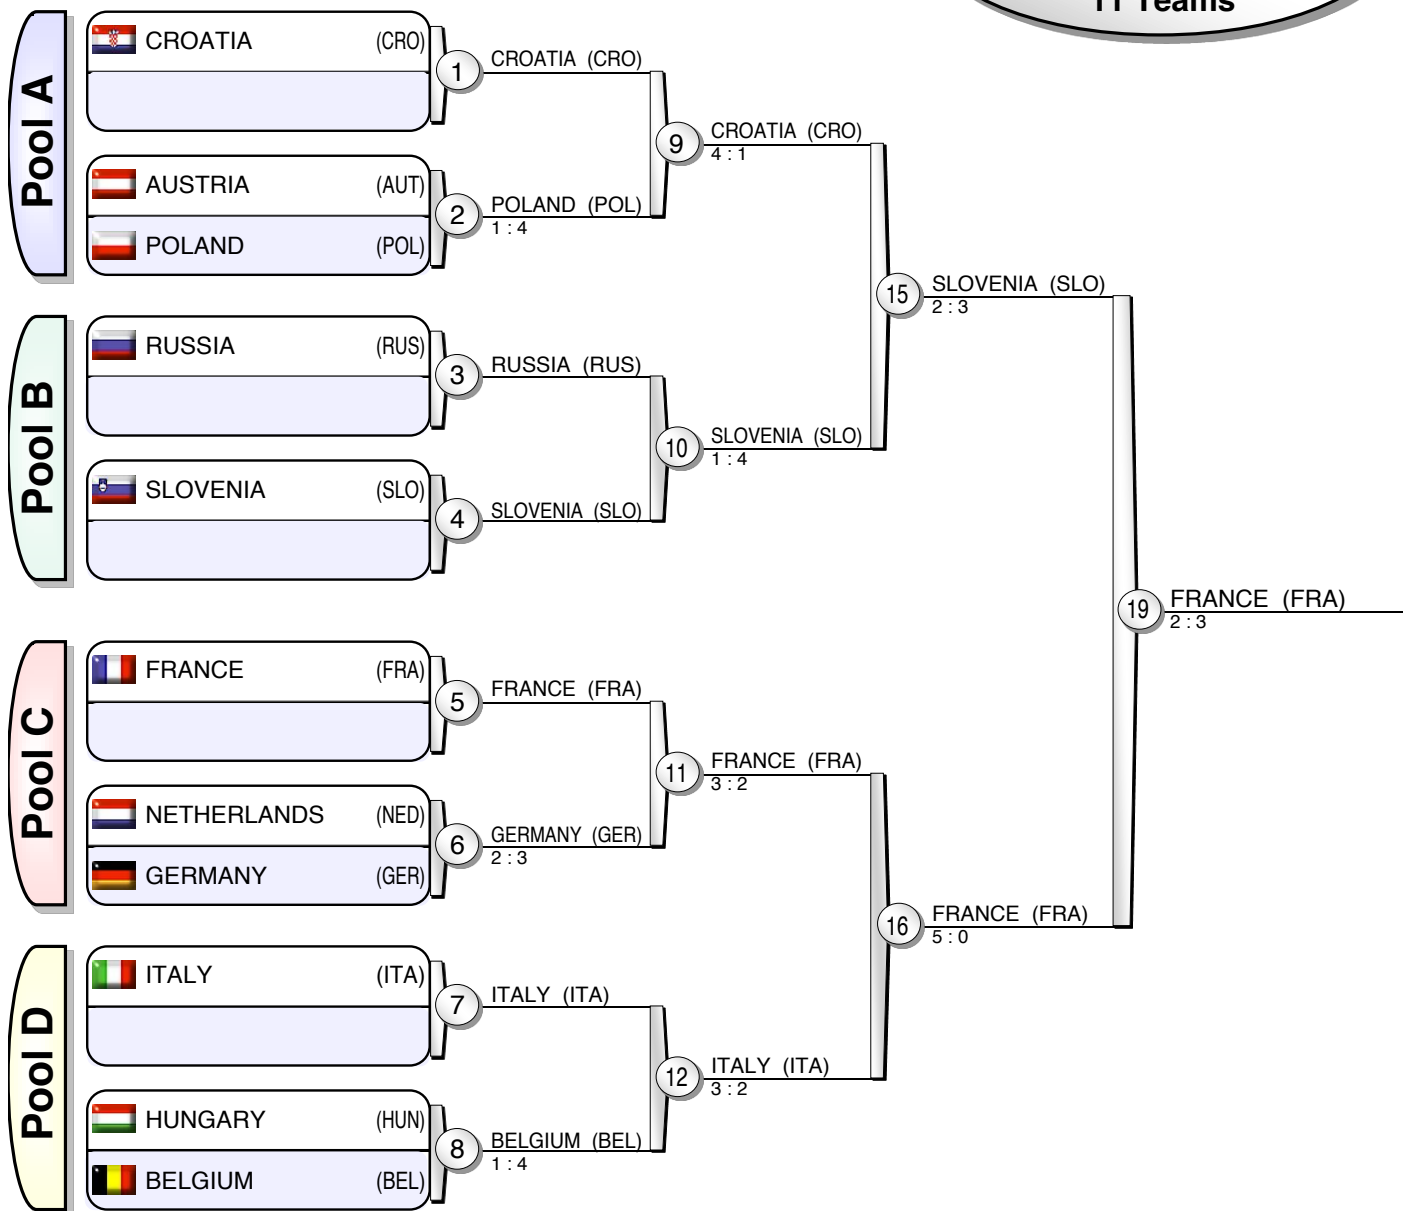 11 Teams
Pool A
CROATIA (CRO)
AUSTRIA (AUT)
POLAND (POL)
Pool B
RUSSIA (RUS)
SLOVENIA (SLO)
Pool C
FRANCE (FRA)
NETHERLANDS (NED)
GERMANY (GER)
Pool D
ITALY (ITA)
HUNGARY (HUN)
BELGIUM (BEL)
1 CROATIA (CRO)
2 POLAND (POL)
1 : 4
3 RUSSIA (RUS)
4 SLOVENIA (SLO)
5 FRANCE (FRA)
6 GERMANY (GER)
2 : 3
7 ITALY (ITA)
8 BELGIUM (BEL)
1 : 4
9 CROATIA (CRO)
4 : 1
10 SLOVENIA (SLO)
1 : 4
11 FRANCE (FRA)
3 : 2
12 ITALY (ITA)
3 : 2
15 SLOVENIA (SLO)
2 : 3
16 FRANCE (FRA)
5 : 0
19 FRANCE (FRA)
2 : 3